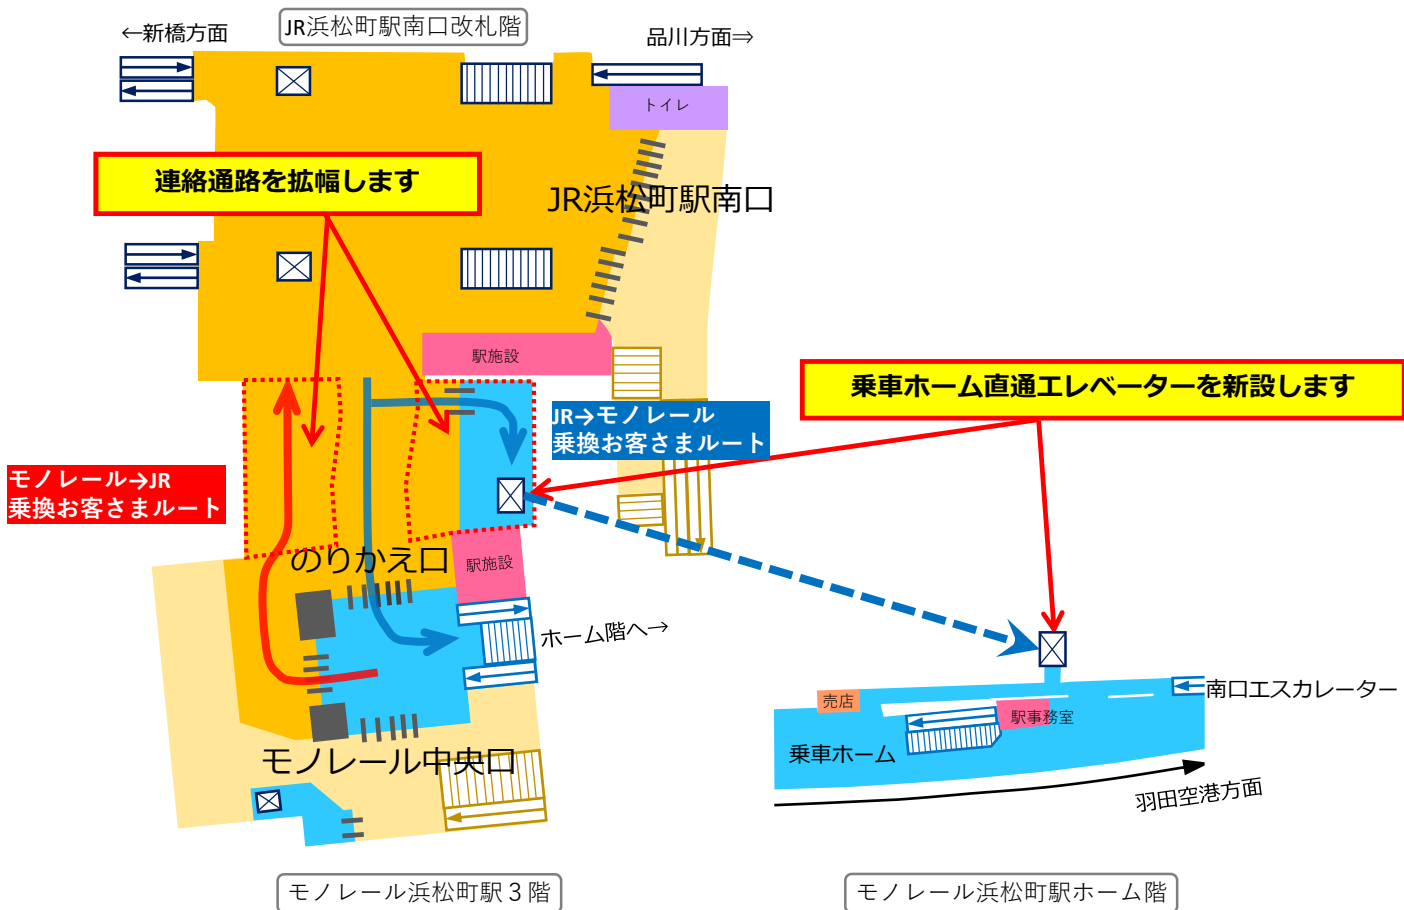 JR浜松町駅南口改札階
←新橋方面
品川方面⇒
トイレ
連絡通路を拡幅します
JR浜松町駅南口
駅施設
乗車ホーム直通エレベーターを新設します
JR→モノレール
乗換お客さまルート
モノレール→JR
乗換お客さまルート
のりかえ口
駅施設
ホーム階へ→
売店
駅事務室
南口エスカレーター
乗車ホーム
モノレール中央口
羽田空港方面
モノレール浜松町駅３階
モノレール浜松町駅ホーム階